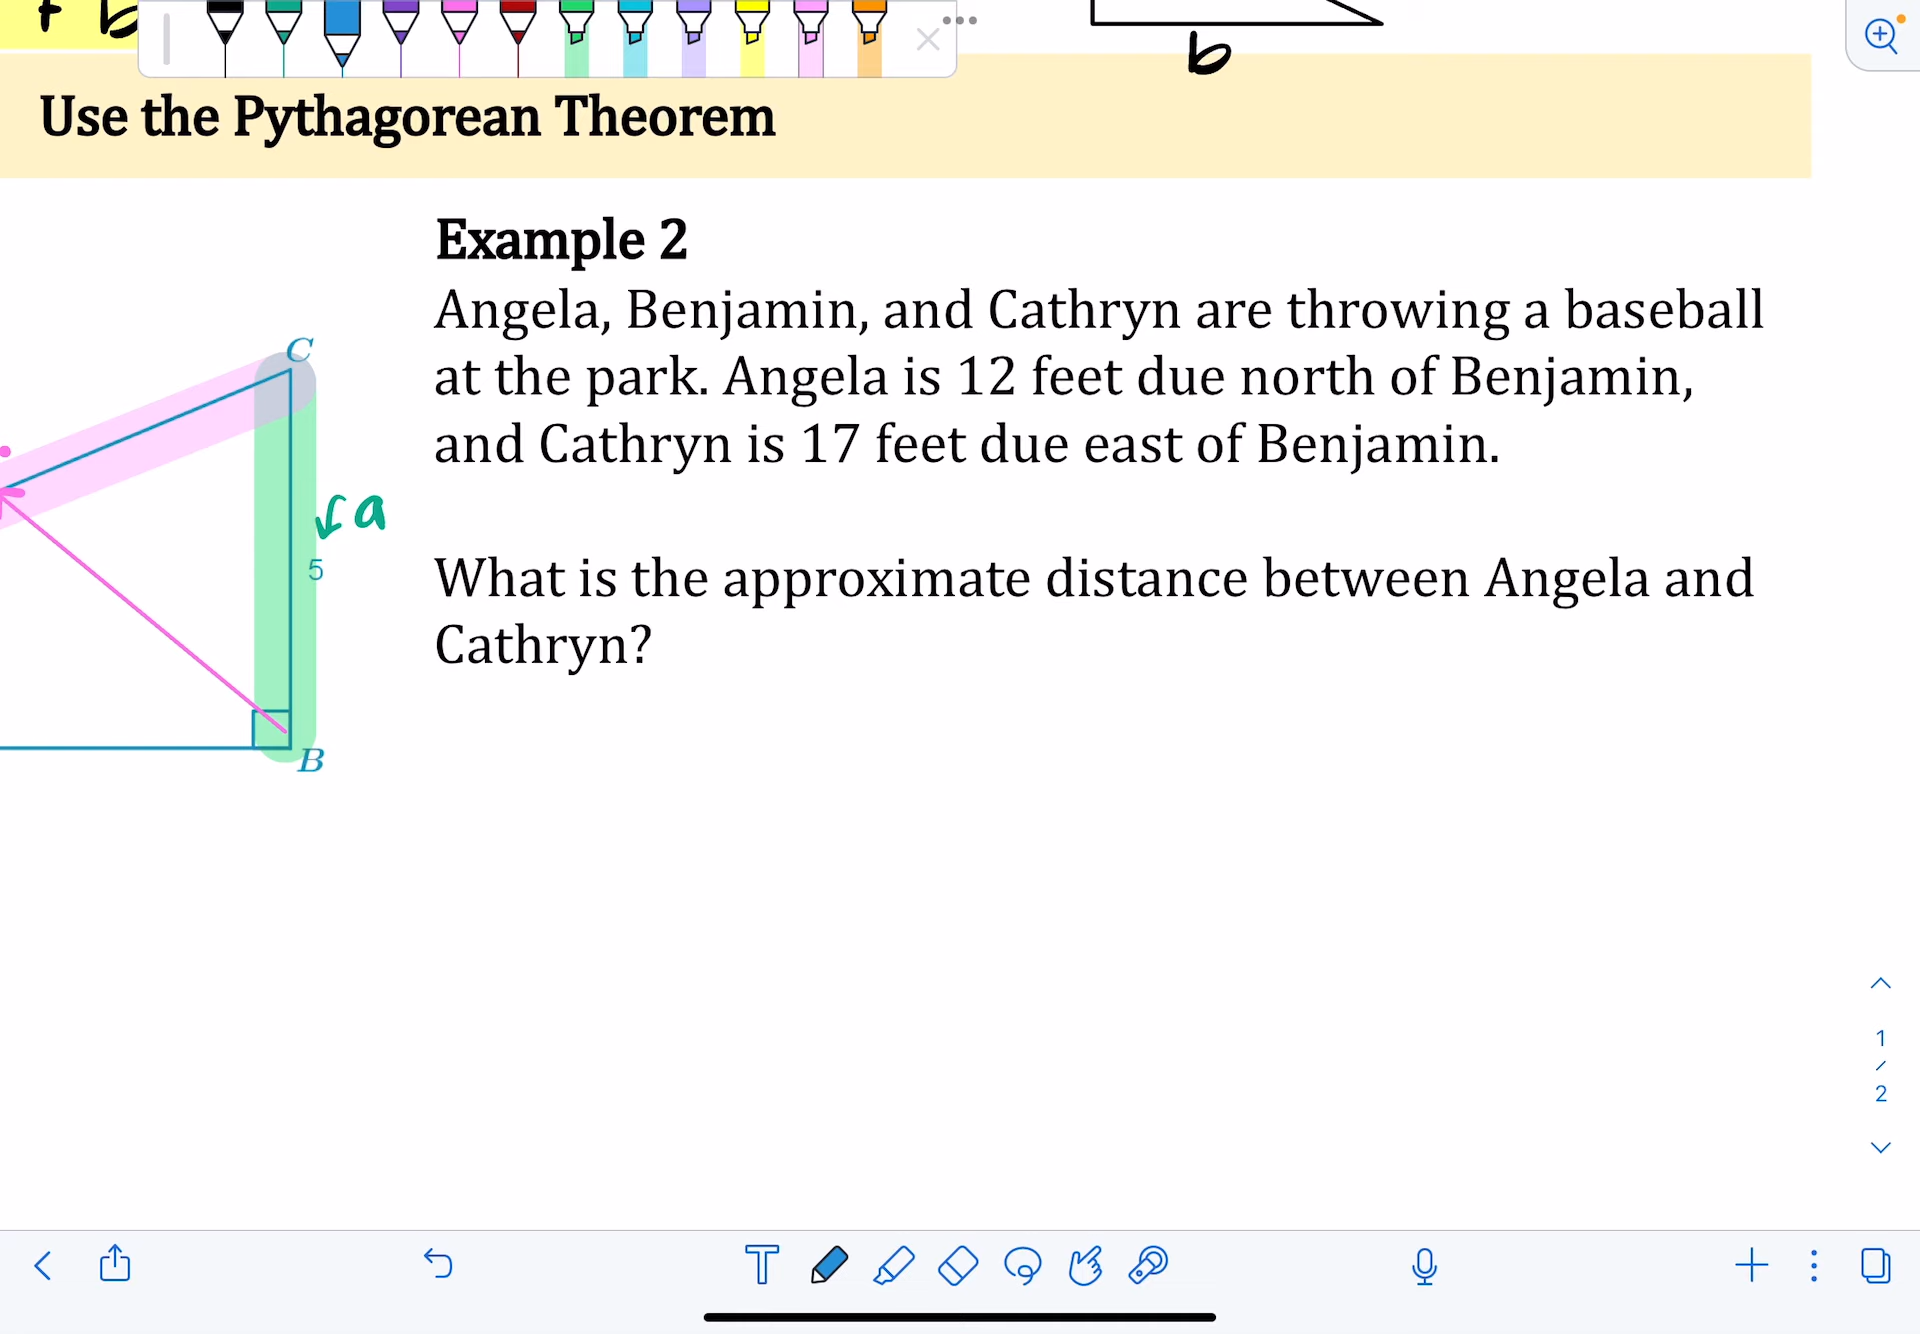 + b
b
Use the Pythagorean Theorem
Example 2
Angela, Benjamin, and Cathryn are throwing a baseball
at the park. Angela is 12 feet due north of Benjamin,
and Cathryn is 17 feet due east of Benjamin.
What is the approximate distance between Angela and
Cathryn?
C
a
5
B
1
/
2
T